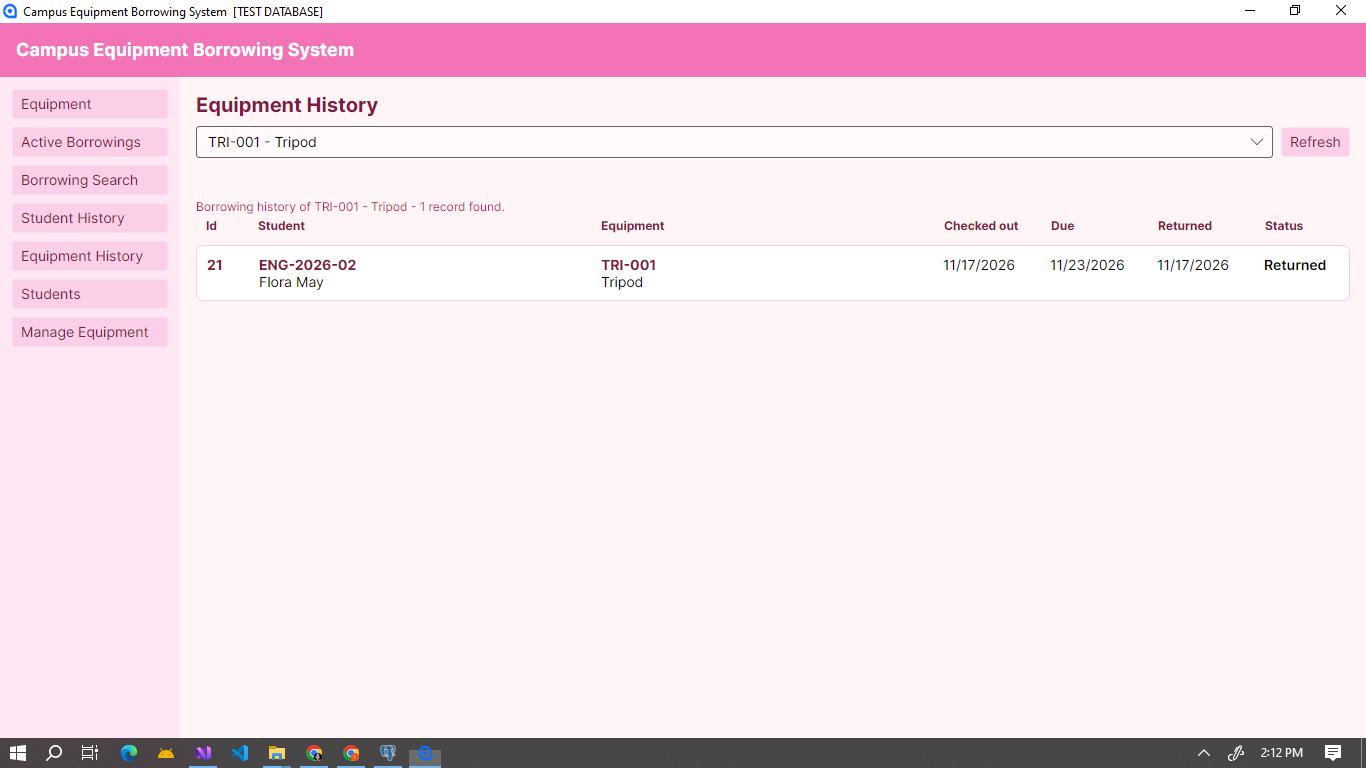 Campus Equipment Borrowing System [TEST DATABASE]
Campus Equipment Borrowing System
Equipment
Active Borrowings
Borrowing Search
Student History
Equipment History
Students
Manage Equipment
Equipment History
TRI-001 - Tripod
Refresh
Borrowing history of TRI-001 - Tripod - 1 record found.
Id Student Equipment Checked out Due Returned Status
21 ENG-2026-02 TRI-001 11/17/2026 11/23/2026 11/17/2026 Returned
Flora May Tripod
2:12 PM